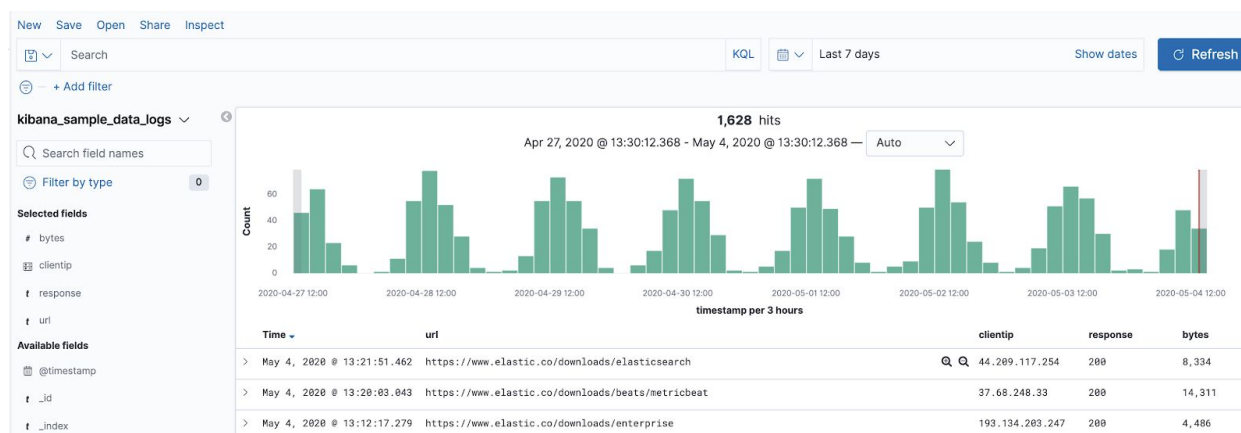 New Save Open Share Inspect
Search KQL Last 7 days Show dates Refresh
+ Add filter
kibana_sample_data_logs
Search field names
Filter by type 0
Selected fields
# bytes
clientip
t response
t url
Available fields
@timestamp
t _id
t _index
1,628 hits
Apr 27, 2020 @ 13:30:12.368 - May 4, 2020 @ 13:30:12.368 — Auto
Count
60
40
20
0
2020-04-27 12:00 2020-04-28 12:00 2020-04-29 12:00 2020-04-30 12:00 2020-05-01 12:00 2020-05-02 12:00 2020-05-03 12:00 2020-05-04 12:00
timestamp per 3 hours
Time url clientip response bytes
> May 4, 2020 @ 13:21:51.462 https://www.elastic.co/downloads/elasticsearch 44.209.117.254 200 8,334
> May 4, 2020 @ 13:20:03.043 https://www.elastic.co/downloads/beats/metricbeat 37.68.248.33 200 14,311
> May 4, 2020 @ 13:12:17.279 https://www.elastic.co/downloads/enterprise 193.134.203.247 200 4,486